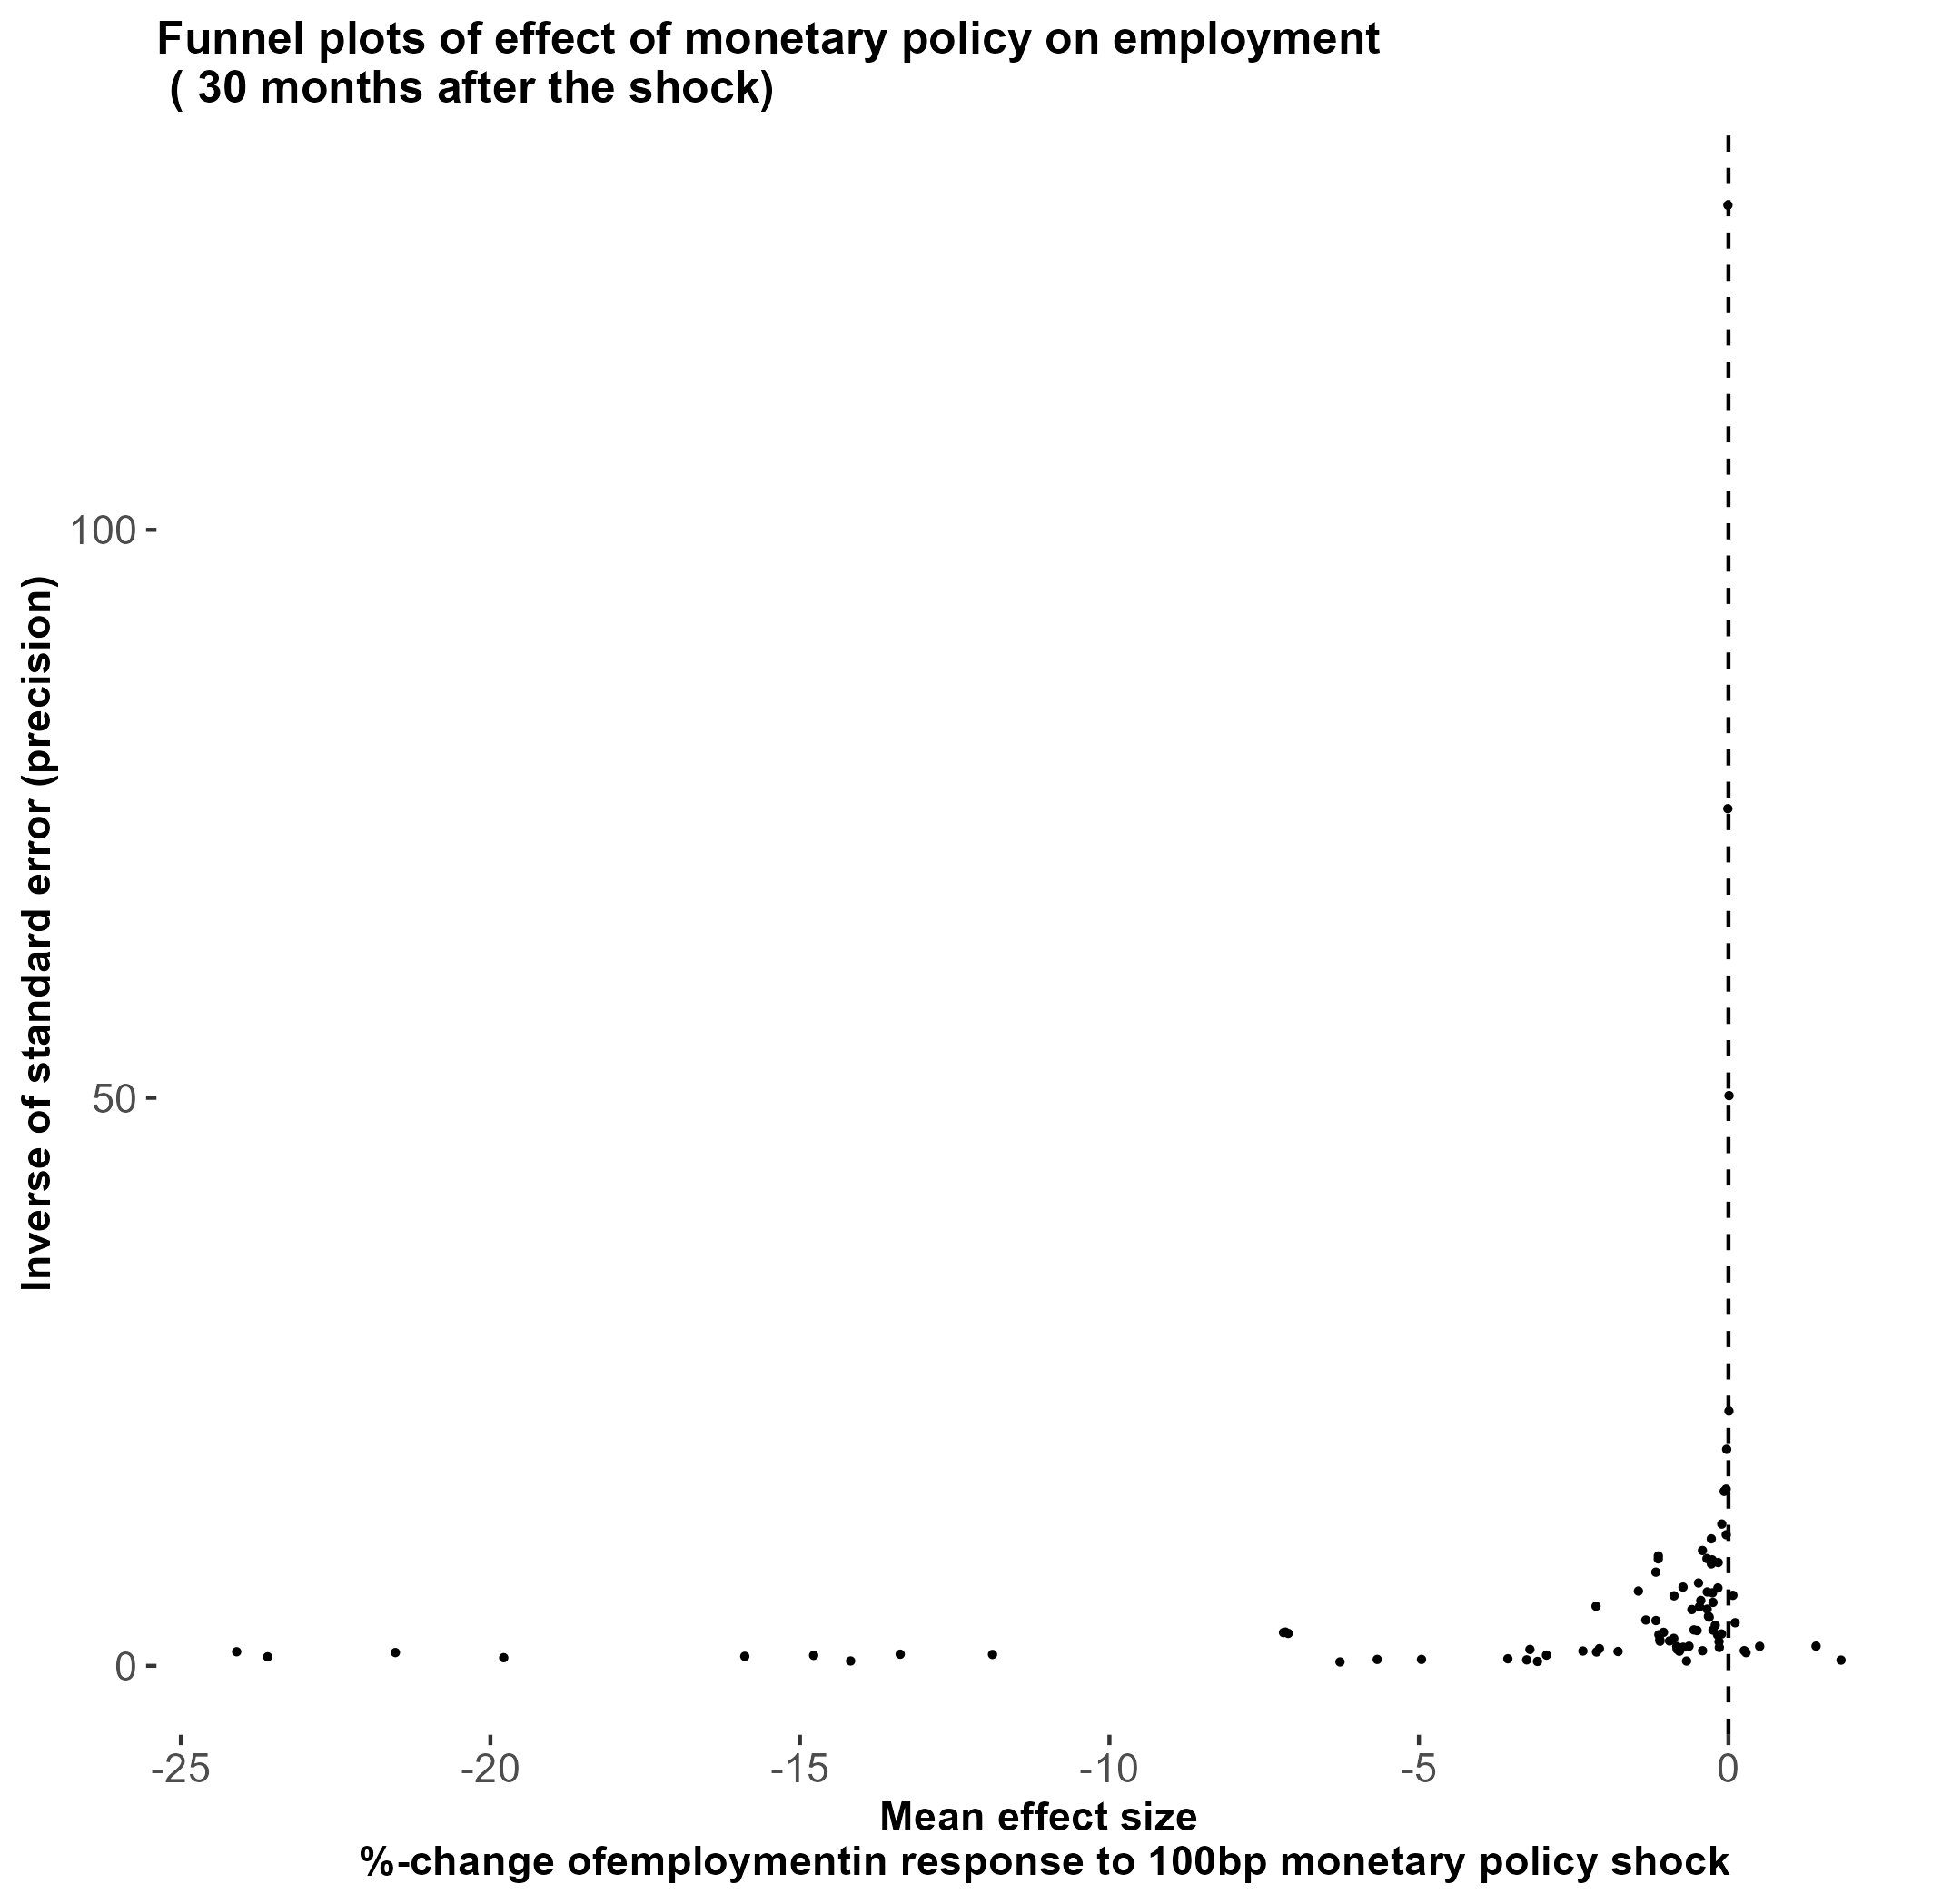 Funnel plots of effect of monetary policy on employment
( 30 months after the shock)
Inverse of standard error (precision)
100
50
0
-25
-20
-15
-10
-5
0
Mean effect size
%-change ofemploymentin response to 100bp monetary policy shock